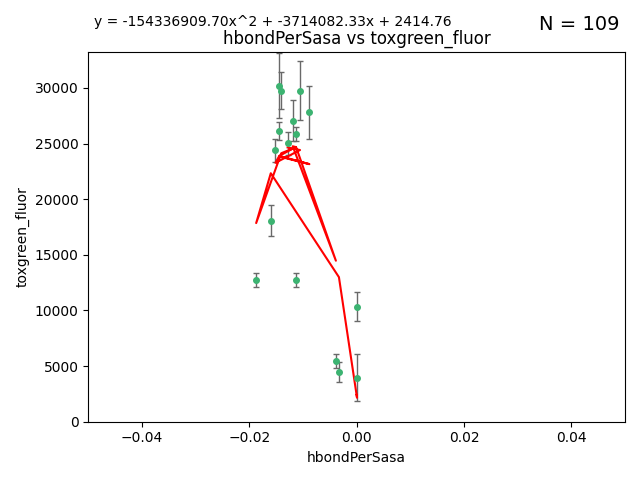 y = -154336909.70x^2 + -3714082.33x + 2414.76
N = 109
hbondPerSasa vs toxgreen_fluor
toxgreen_fluor
30000
25000
20000
15000
10000
5000
0
−0.04
−0.02
0.00
0.02
0.04
hbondPerSasa